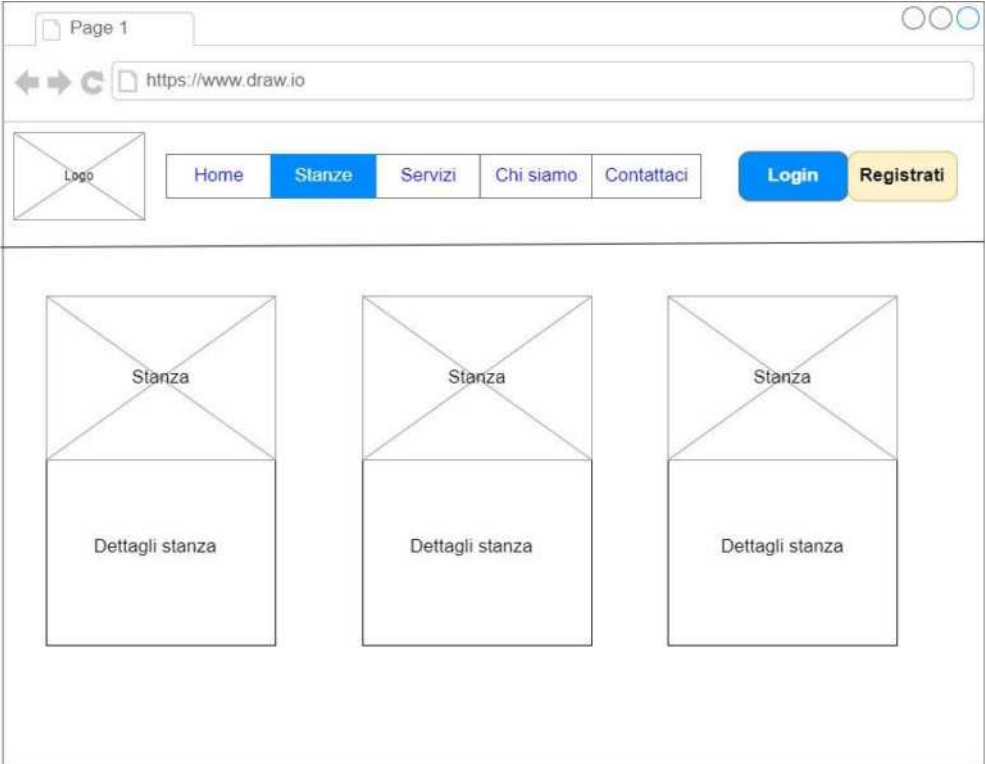 Page 1
https://www.draw.io
Logo
Home Stanze Servizi Chi siamo Contattaci Login Registrati
Stanza Stanza Stanza
Dettagli stanza Dettagli stanza Dettagli stanza